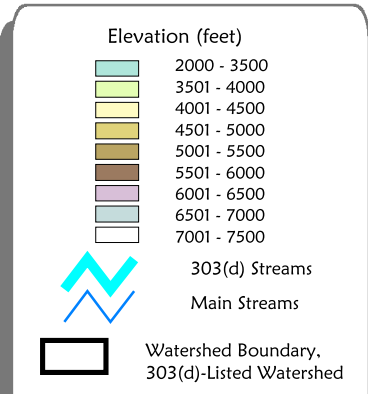 Elevation (feet)
2000 - 3500
3501 - 4000
4001 - 4500
4501 - 5000
5001 - 5500
5501 - 6000
6001 - 6500
6501 - 7000
7001 - 7500
303(d) Streams
Main Streams
Watershed Boundary,
303(d)-Listed Watershed